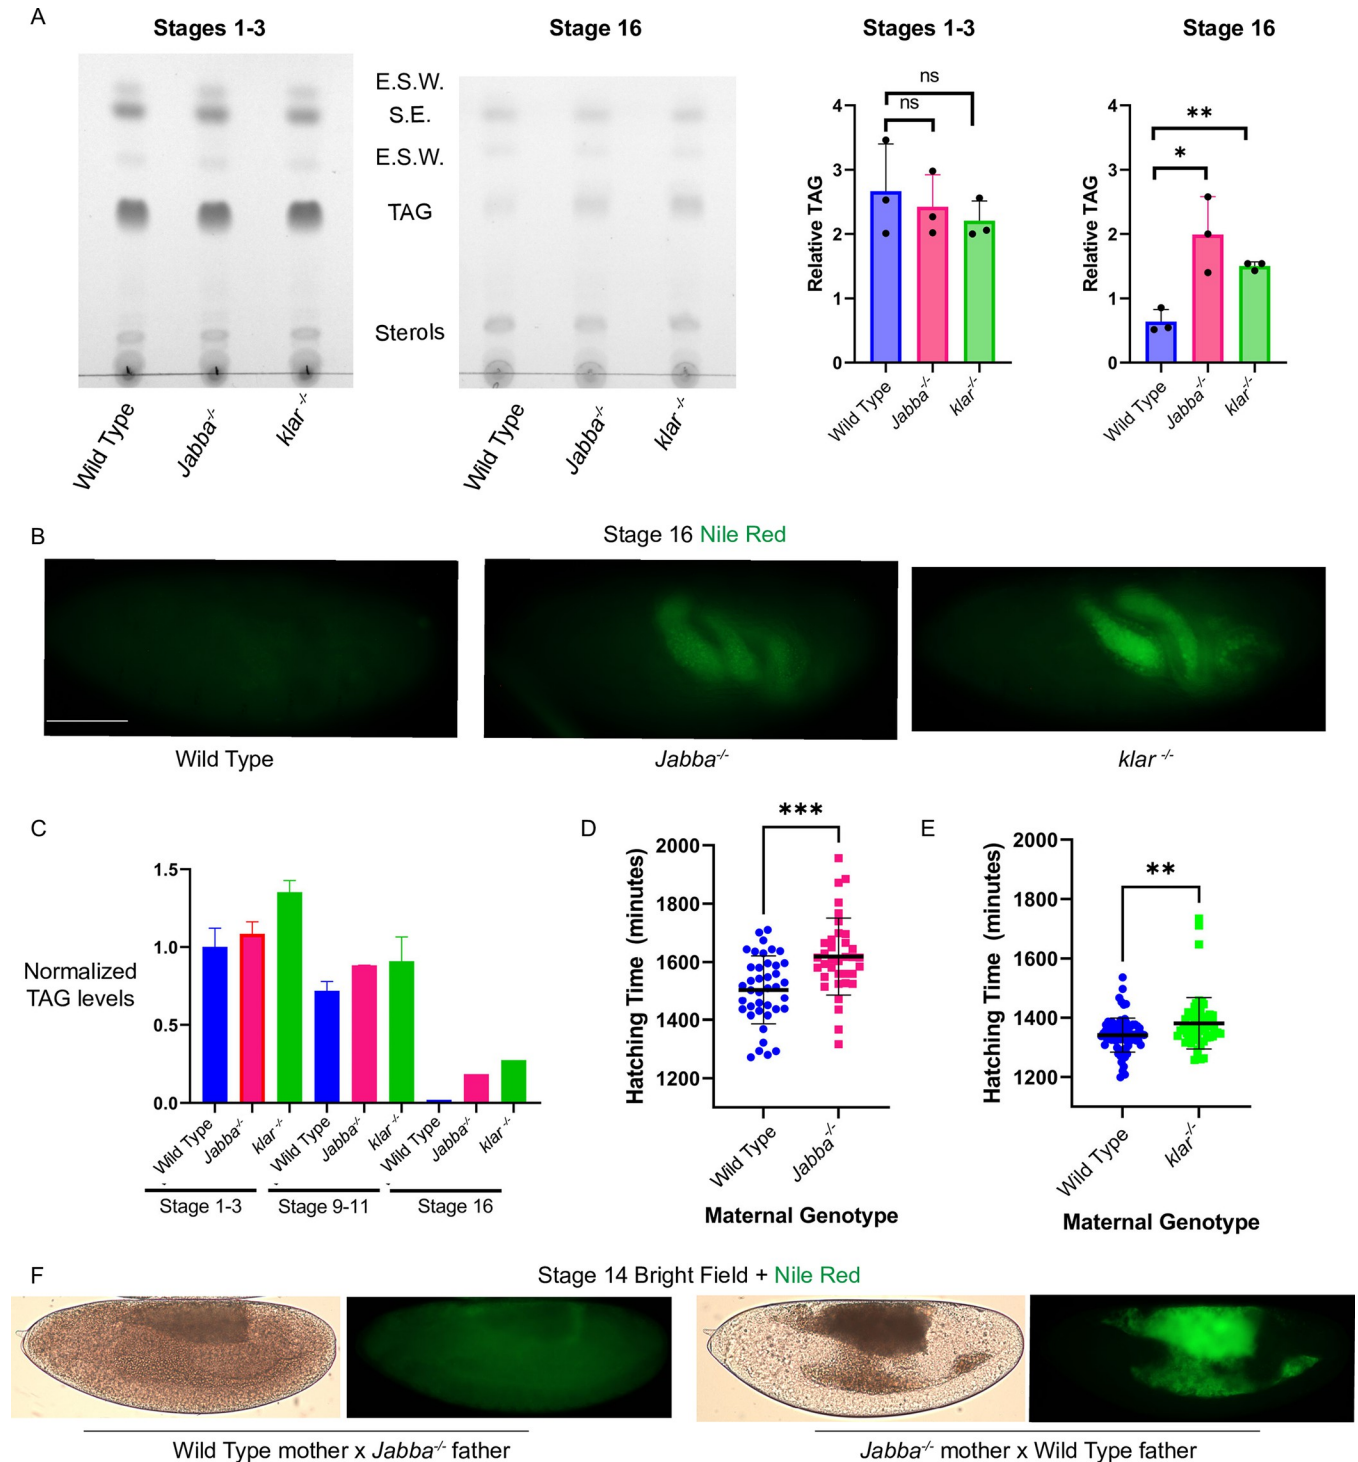 A
Stages 1-3
Stage 16
Stages 1-3
Stage 16
E.S.W.
S.E.
E.S.W.
TAG
Sterols
Wild Type
Jabba-/-
klar -/-
Wild Type
Jabba-/-
klar -/-
Relative TAG
4
3
2
1
0
ns
ns
Wild Type
Jabba-/-
klar-/-
Relative TAG
4
3
2
1
0
**
*
Wild Type
Jabba-/-
klar-/-
B
Stage 16 Nile Red
Wild Type
Jabba-/-
klar -/-
C
Normalized
TAG levels
1.5
1.0
0.5
0.0
Wild Type
Jabba-/-
klar-/-
Wild Type
Jabba-/-
klar-/-
Wild Type
Jabba-/-
klar-/-
Stage 1-3
Stage 9-11
Stage 16
D
Hatching Time (minutes)
2000
1800
1600
1400
1200
***
Wild Type
Jabba-/-
Maternal Genotype
E
Hatching Time (minutes)
2000
1800
1600
1400
1200
**
Wild Type
klar-/-
Maternal Genotype
F
Stage 14 Bright Field + Nile Red
Wild Type mother x Jabba-/- father
Jabba-/- mother x Wild Type father